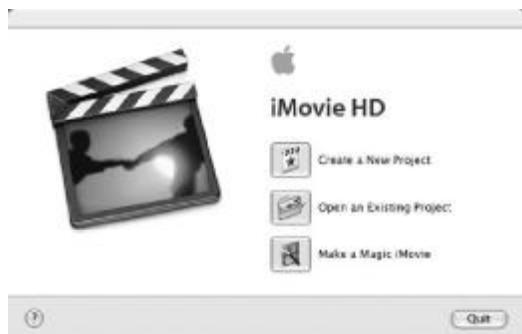 iMovie HD
Create a New Project
Open an Existing Project
Make a Magic iMovie
?
Quit